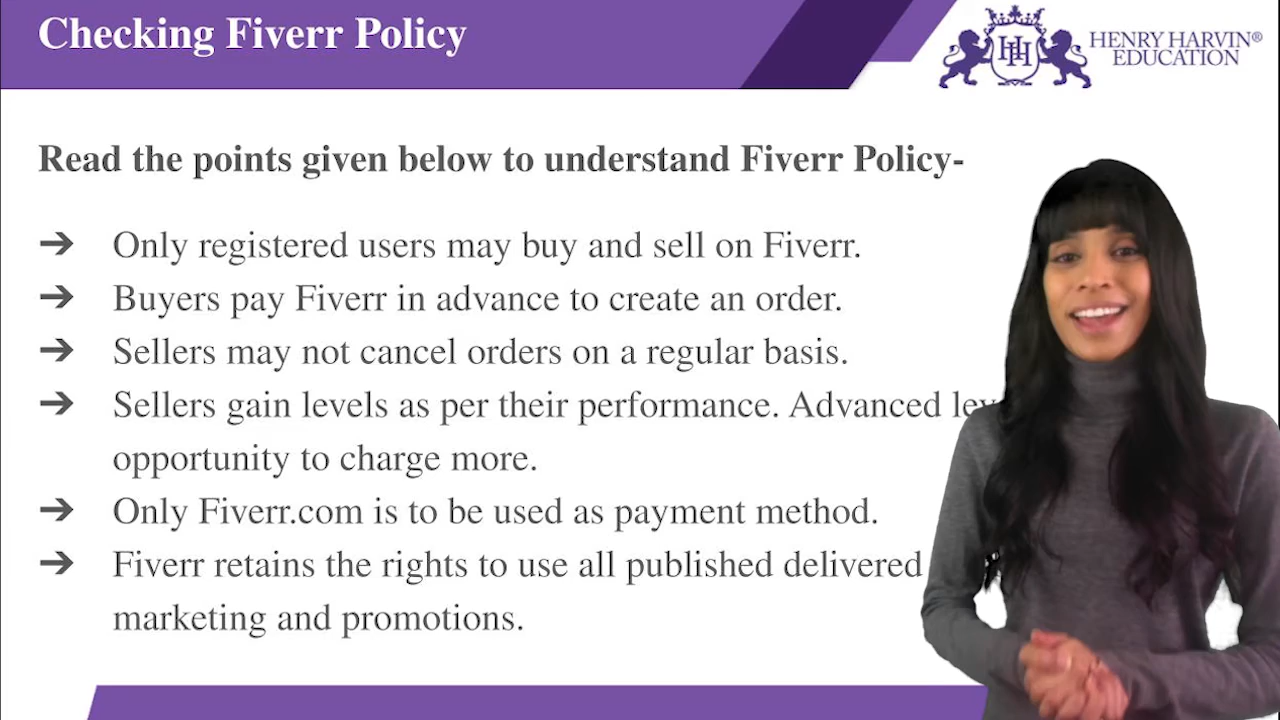 Checking Fiverr Policy
HENRY HARVIN®
EDUCATION
Read the points given below to understand Fiverr Policy-
➔ Only registered users may buy and sell on Fiverr.
➔ Buyers pay Fiverr in advance to create an order.
➔ Sellers may not cancel orders on a regular basis.
➔ Sellers gain levels as per their performance. Advanced
opportunity to charge more.
➔ Only Fiverr.com is to be used as payment method.
➔ Fiverr retains the rights to use all published delivered
marketing and promotions.